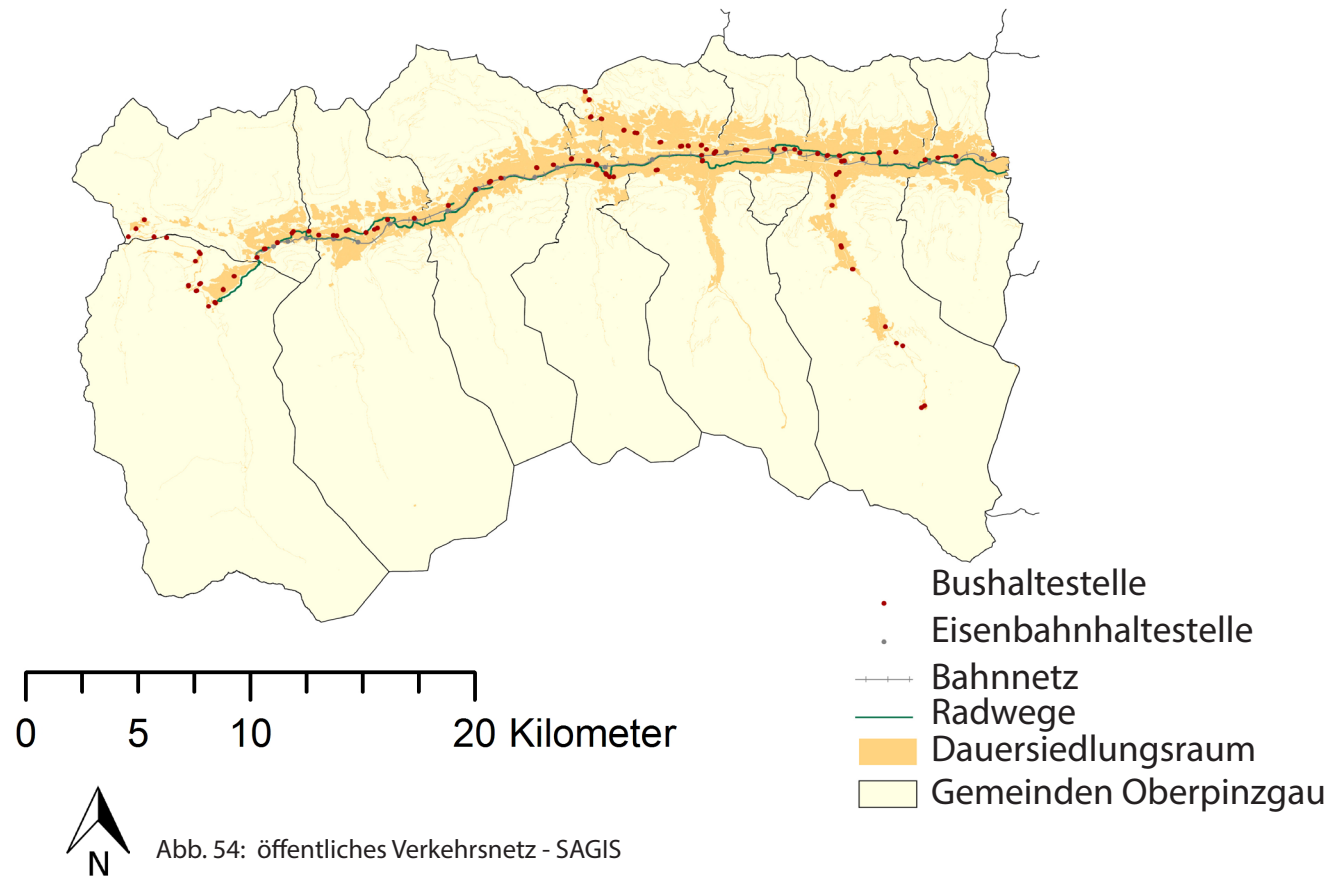 Bushaltestelle
Eisenbahnhaltestelle
Bahnnetz
Radwege
Dauersiedlungsraum
Gemeinden Oberpinzgau
0 5 10 20 Kilometer
N
Abb. 54: öffentliches Verkehrsnetz - SAGIS